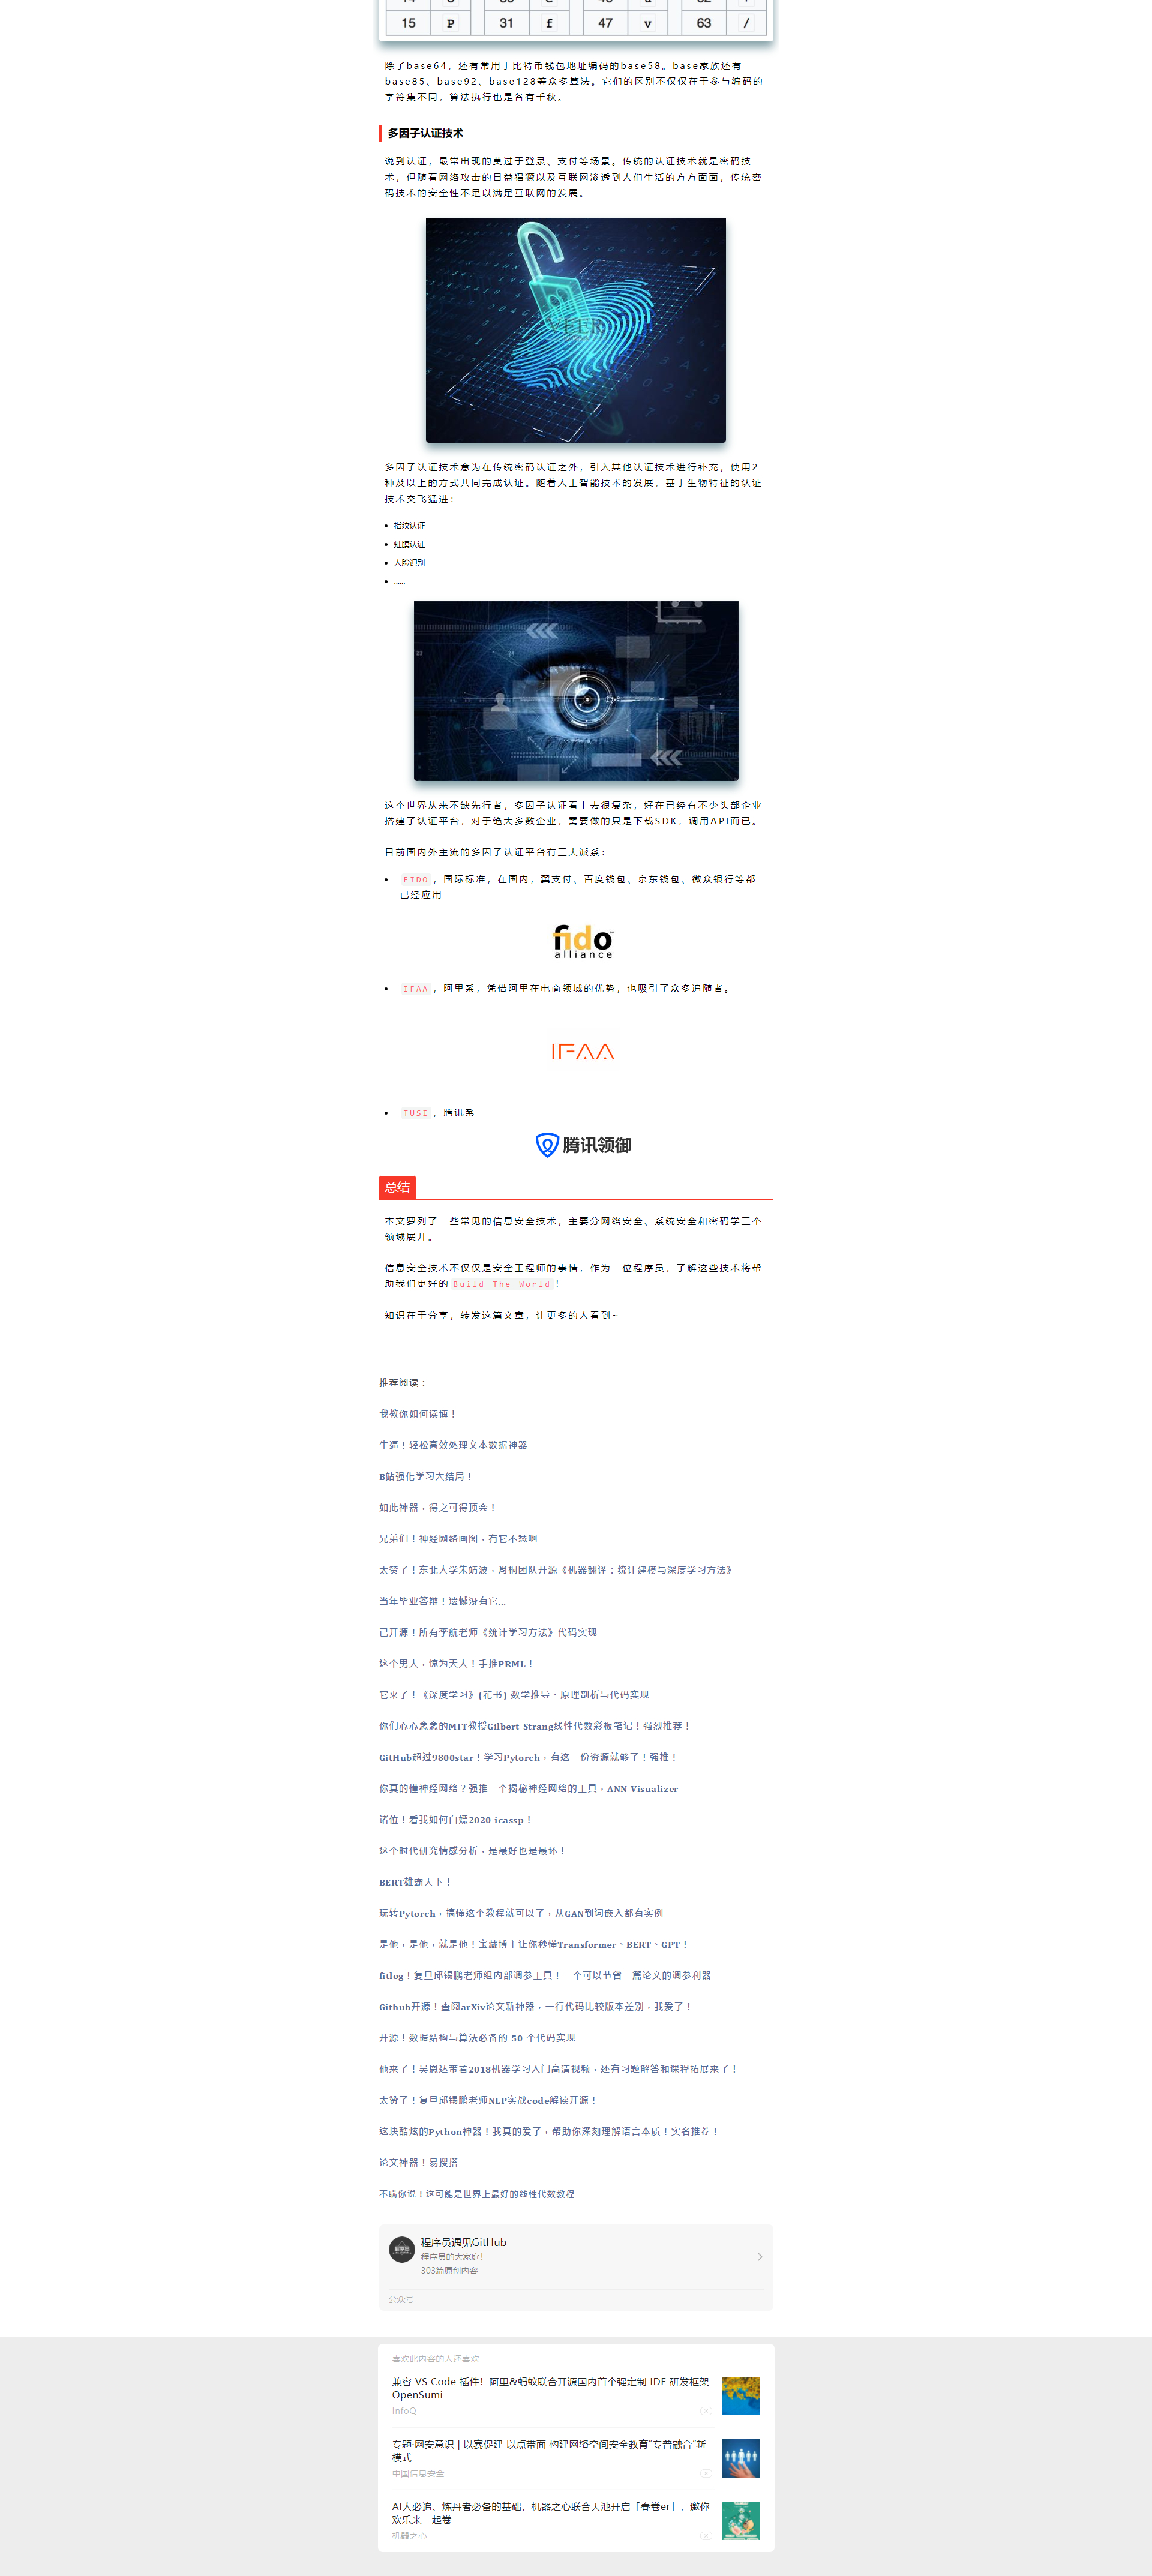 15 P 31 f 47 v 63 /
除了base64，还有常用于比特币钱包地址编码的base58。base家族还有
base85、base92、base128等众多算法。它们的区别不仅仅在于参与编码的
字符集不同，算法执行也是各有千秋。
多因子认证技术
说到认证，最常出现的莫过于登录、支付等场景。传统的认证技术就是密码技
术，但随着网络攻击的日益猖獗以及互联网渗透到人们生活的方方面面，传统密
码技术的安全性不足以满足互联网的发展。
多因子认证技术意为在传统密码认证之外，引入其他认证技术进行补充，使用2
种及以上的方式共同完成认证。随着人工智能技术的发展，基于生物特征的认证
技术突飞猛进：
指纹认证
虹膜认证
人脸识别
......
这个世界从来不缺先行者，多因子认证看上去很复杂，好在已经有不少头部企业
搭建了认证平台，对于绝大多数企业，需要做的只是下载SDK，调用API而已。
目前国内外主流的多因子认证平台有三大派系：
FIDO，国际标准，在国内，翼支付、百度钱包、京东钱包、微众银行等都
已经应用
fido
alliance
IFAA，阿里系，凭借阿里在电商领域的优势，也吸引了众多追随者。
IFAA
TUSI，腾讯系
腾讯领御
总结
本文罗列了一些常见的信息安全技术，主要分网络安全、系统安全和密码学三个
领域展开。
信息安全技术不仅仅是安全工程师的事情，作为一位程序员，了解这些技术将帮
助我们更好的Build The World！
知识在于分享，转发这篇文章，让更多的人看到~
推荐阅读：
我教你如何读博！
牛逼！轻松高效处理文本数据神器
B站强化学习大结局！
如此神器，得之可得顶会！
兄弟们！神经网络画图，有它不愁啊
太赞了！东北大学朱靖波，肖桐团队开源《机器翻译：统计建模与深度学习方法》
当年毕业答辩！遗憾没有它...
已开源！所有李航老师《统计学习方法》代码实现
这个男人，惊为天人！手推PRML！
它来了！《深度学习》(花书) 数学推导、原理剖析与代码实现
你们心心念念的MIT教授Gilbert Strang线性代数彩板笔记！强烈推荐！
GitHub超过9800star！学习Pytorch，有这一份资源就够了！强推！
你真的懂神经网络？强推一个揭秘神经网络的工具，ANN Visualizer
诸位！看我如何白嫖2020 icassp！
这个时代研究情感分析，是最好也是最坏！
BERT雄霸天下！
玩转Pytorch，搞懂这个教程就可以了，从GAN到词嵌入都有实例
是他，是他，就是他！宝藏博主让你秒懂Transformer、BERT、GPT！
fitlog！复旦邱锡鹏老师组内部调参工具！一个可以节省一篇论文的调参利器
Github开源！查阅arXiv论文新神器，一行代码比较版本差别，我爱了！
开源！数据结构与算法必备的 50 个代码实现
他来了！吴恩达带着2018机器学习入门高清视频，还有习题解答和课程拓展来了！
太赞了！复旦邱锡鹏老师NLP实战code解读开源！
这块酷炫的Python神器！我真的爱了，帮助你深刻理解语言本质！实名推荐！
论文神器！易搜搭
不瞒你说！这可能是世界上最好的线性代数教程
程序员遇见GitHub
程序员的大家庭！
303篇原创内容
公众号
喜欢此内容的人还喜欢
兼容 VS Code 插件！阿里&蚂蚁联合开源国内首个强定制 IDE 研发框架
OpenSumi
InfoQ
专题·网安意识 | 以赛促建 以点带面 构建网络空间安全教育“专普融合”新
模式
中国信息安全
AI人必追、炼丹者必备的基础，机器之心联合天池开启「春卷er」，邀你
欢乐来一起卷
机器之心